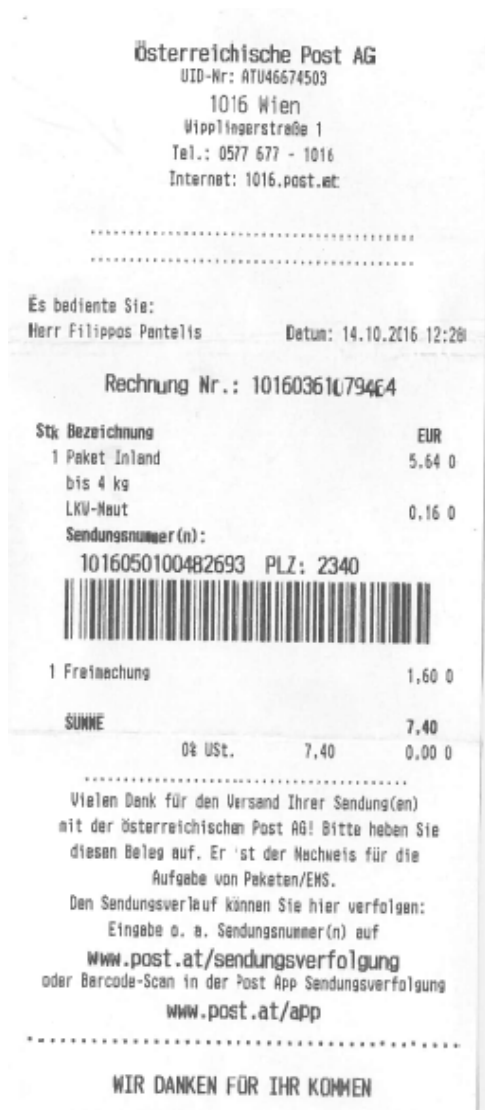 Österreichische Post AG
UID-Nr: ATU46674503
1016 Wien
Wipplingerstraße 1
Tel.: 0577 677 - 1016
Internet: 1016.post.at
Es bediente Sie:
Herr Filippos Pantelis Datum: 14.10.2016 12:28
Rechnung Nr.: 10160361079464
Stk Bezeichnung EUR
1 Paket Inland 5.64 0
bis 4 kg
LKW-Maut 0,16 0
Sendungsnummer(n):
1016050100482693 PLZ: 2340
1 Freimachung 1,60 0
SUMME 7,40
0% USt. 7,40 0,00 0
Vielen Dank für den Versand Ihrer Sendung(en)
mit der österreichischen Post AG! Bitte heben Sie
diesen Beleg auf. Er ist der Nachweis für die
Aufgabe von Paketen/EMS.
Den Sendungsverlauf können Sie hier verfolgen:
Eingabe o. a. Sendungsnummer(n) auf
www.post.at/sendungsverfolgung
oder Barcode-Scan in der Post App Sendungsverfolgung
www.post.at/app
WIR DANKEN FÜR IHR KOMMEN